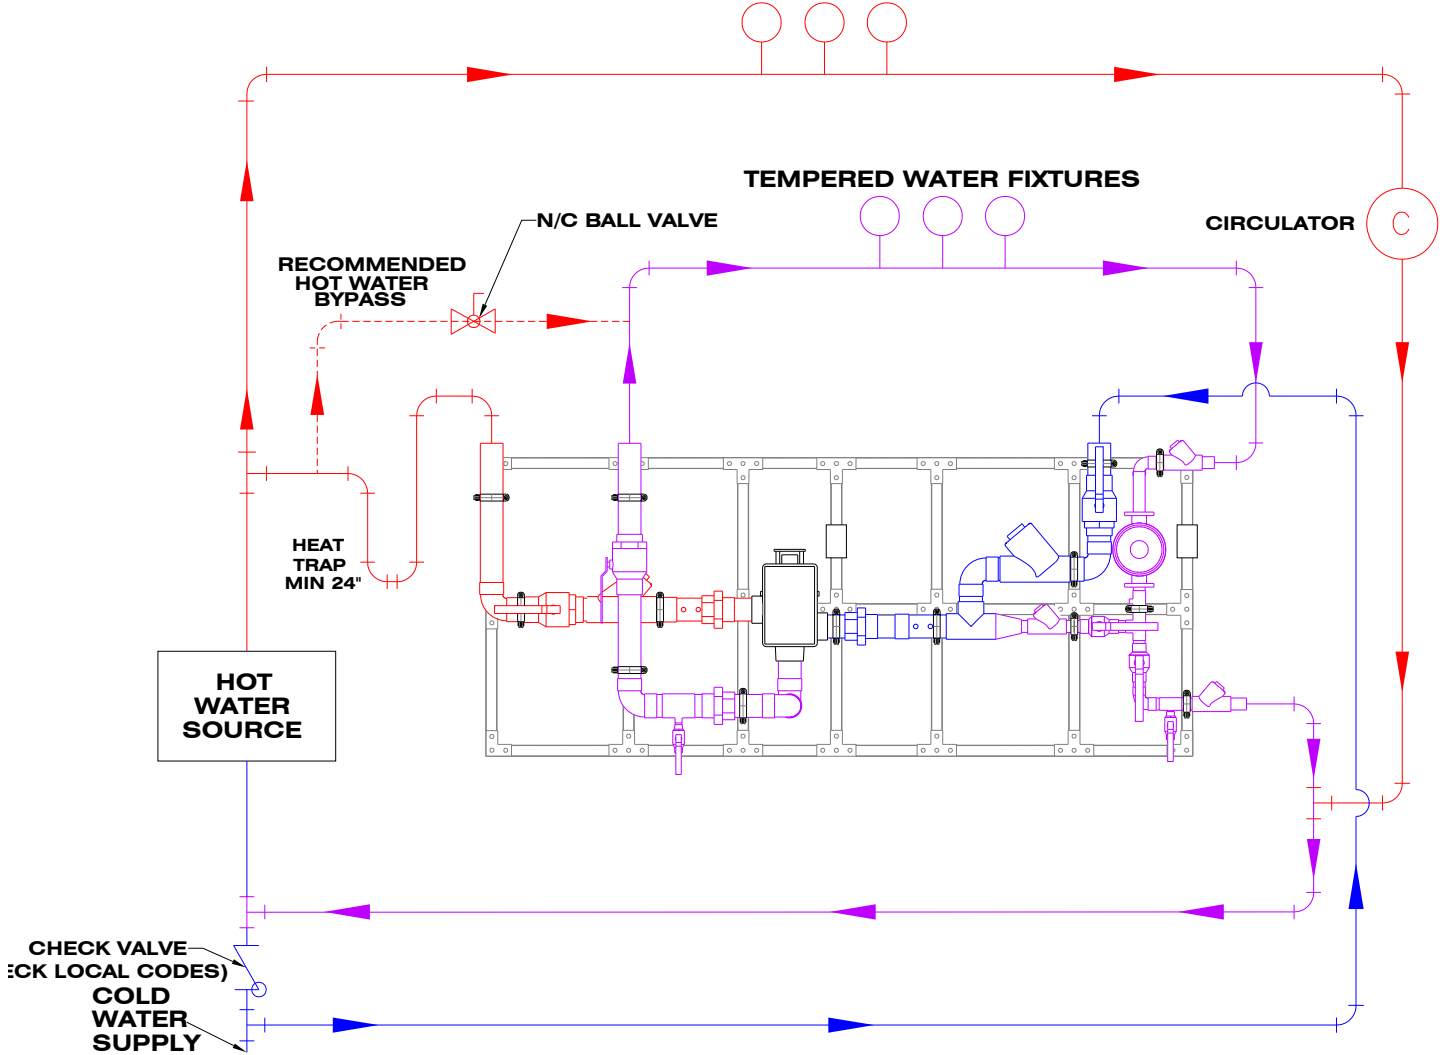 TEMPERED WATER FIXTURES
N/C BALL VALVE
CIRCULATOR
C
RECOMMENDED
HOT WATER
BYPASS
HEAT
TRAP
MIN 24"
HOT
WATER
SOURCE
CHECK VALVE
ECK LOCAL CODES)
COLD
WATER
SUPPLY